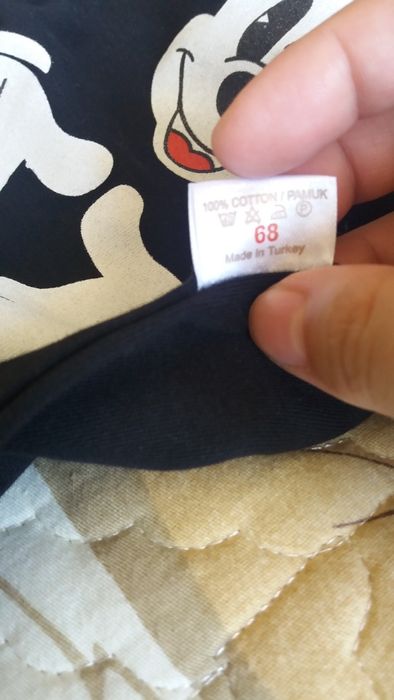 100% COTTON / PAMUK
P
68
Made in Turkey